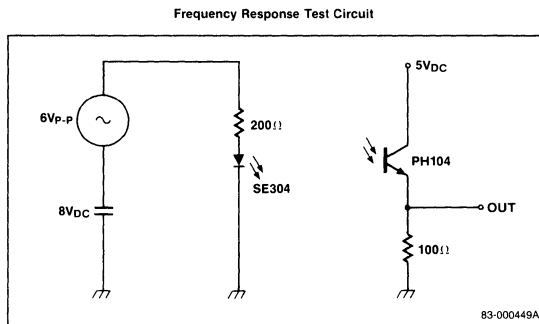 Frequency Response Test Circuit
5VDC
6VP-P
200Ω
PH104
SE304
8VDC
OUT
100Ω
83-000449A